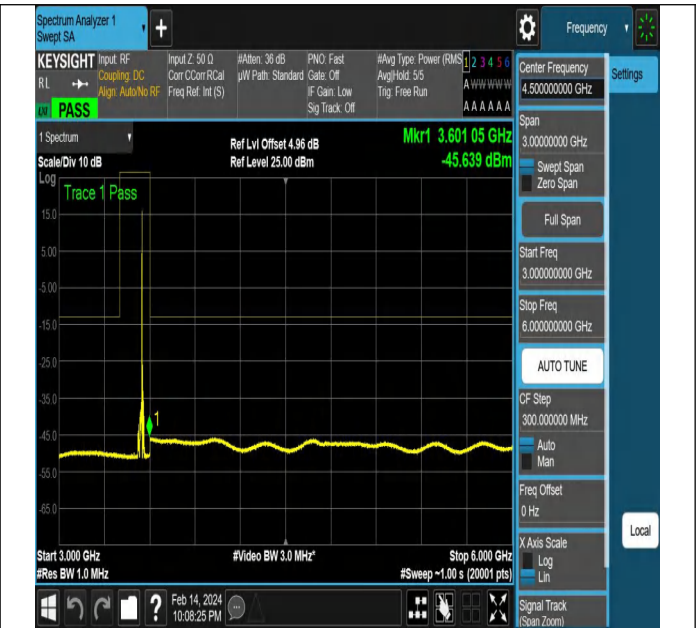 Spectrum Analyzer 1
Swept SA
+
Frequency
KEYSIGHT
RL
PASS
Input: RF
Coupling: DC
Align: Auto/No RF
Input Z: 50 Ω
Corr CCorr RCal
Freq Ref: Int (S)
#Atten: 36 dB
µW Path: Standard
PNO: Fast
Gate: Off
IF Gain: Low
Sig Track: Off
#Avg Type: Power (RMS
Avg|Hold: 5/5
Trig: Free Run
1 2 3 4 5 6
A W W W W W
A A A A A A
1 Spectrum
Scale/Div 10 dB
Log
Ref Lvl Offset 4.96 dB
Ref Level 25.00 dBm
Mkr1 3.601 05 GHz
-45.639 dBm
Trace 1 Pass
15.0
5.00
-5.00
-15.0
-25.0
-35.0
-45.0
-55.0
-65.0
1
Start 3.000 GHz
#Res BW 1.0 MHz
#Video BW 3.0 MHz*
Stop 6.000 GHz
#Sweep ~1.00 s (20001 pts)
Feb 14, 2024
10:08:25 PM
Center Frequency
4.500000000 GHz
Settings
Span
3.00000000 GHz
Swept Span
Zero Span
Full Span
Start Freq
3.000000000 GHz
Stop Freq
6.000000000 GHz
AUTO TUNE
CF Step
300.000000 MHz
Auto
Man
Freq Offset
0 Hz
Local
X Axis Scale
Log
Lin
Signal Track
(Span Zoom)